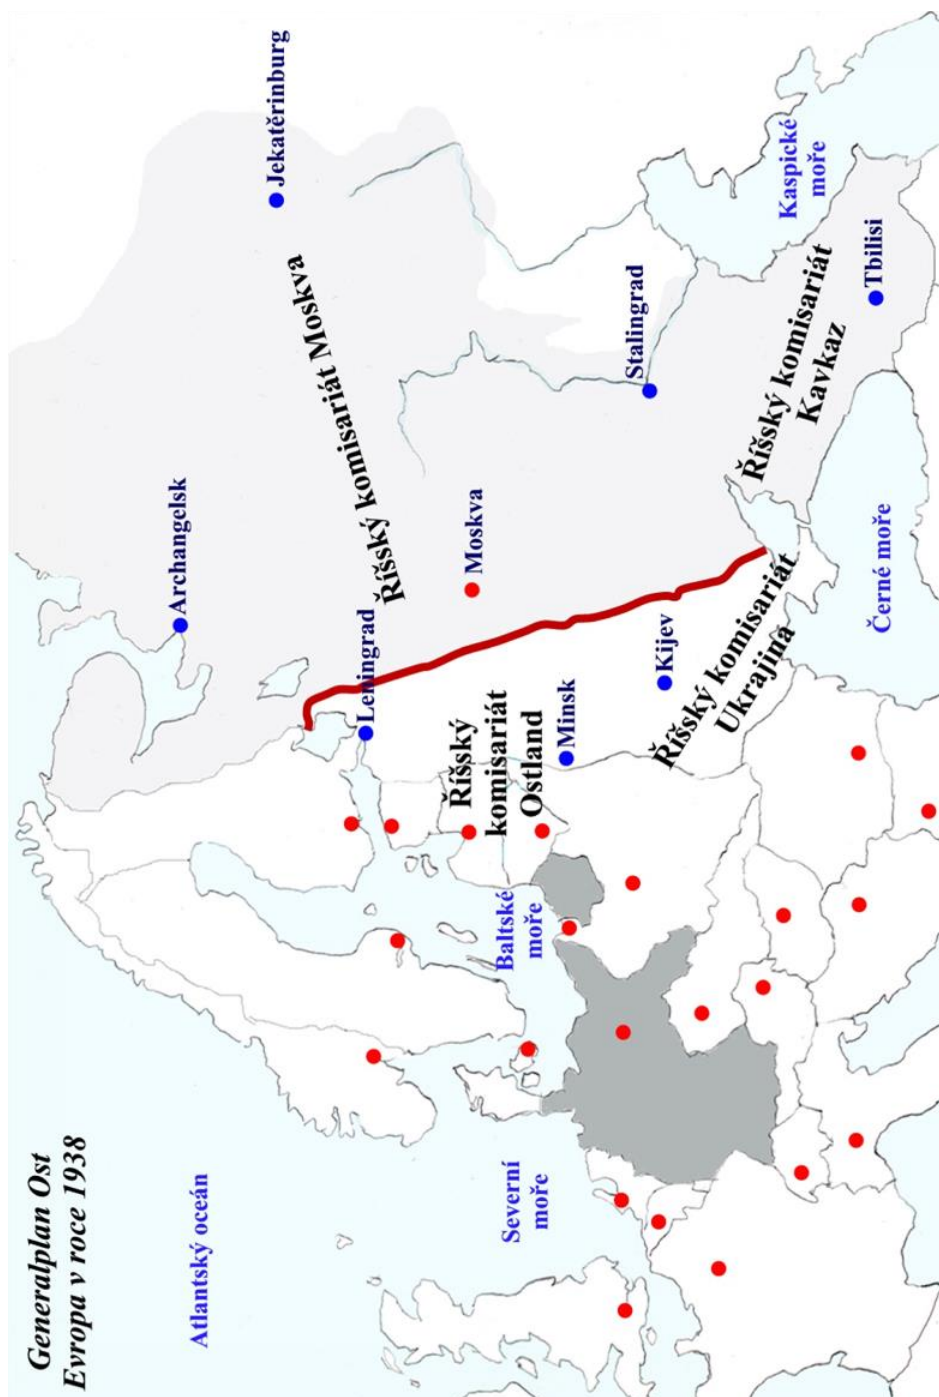 Generalplan Ost
Evropa v roce 1938
Atlantský oceán
Severní
moře
Baltské
moře
Archangelsk
Jekatěrinburg
Říšský komisariát Moskva
Leningrad
Moskva
Říšský
komisariát
Ostland
Minsk
Kijev
Stalingrad
Říšský komisariát
Ukrajina
Říšský komisariát
Kavkaz
Tbilisi
Kaspické
moře
Černé moře